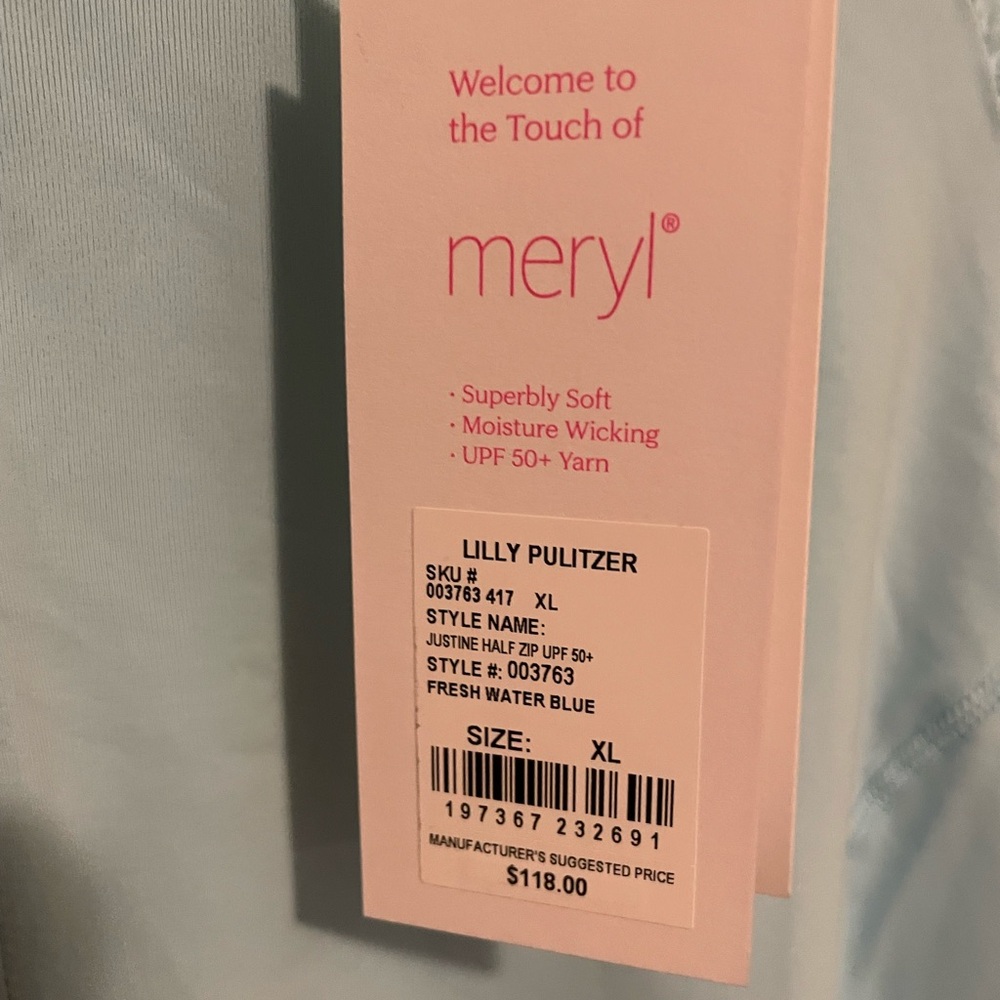 Welcome to
the Touch of
meryl®
· Superbly Soft
· Moisture Wicking
· UPF 50+ Yarn
LILLY PULITZER
SKU #
003763 417 XL
STYLE NAME:
JUSTINE HALF ZIP UPF 50+
STYLE #: 003763
FRESH WATER BLUE
SIZE: XL
197367 232691
MANUFACTURER'S SUGGESTED PRICE
$118.00